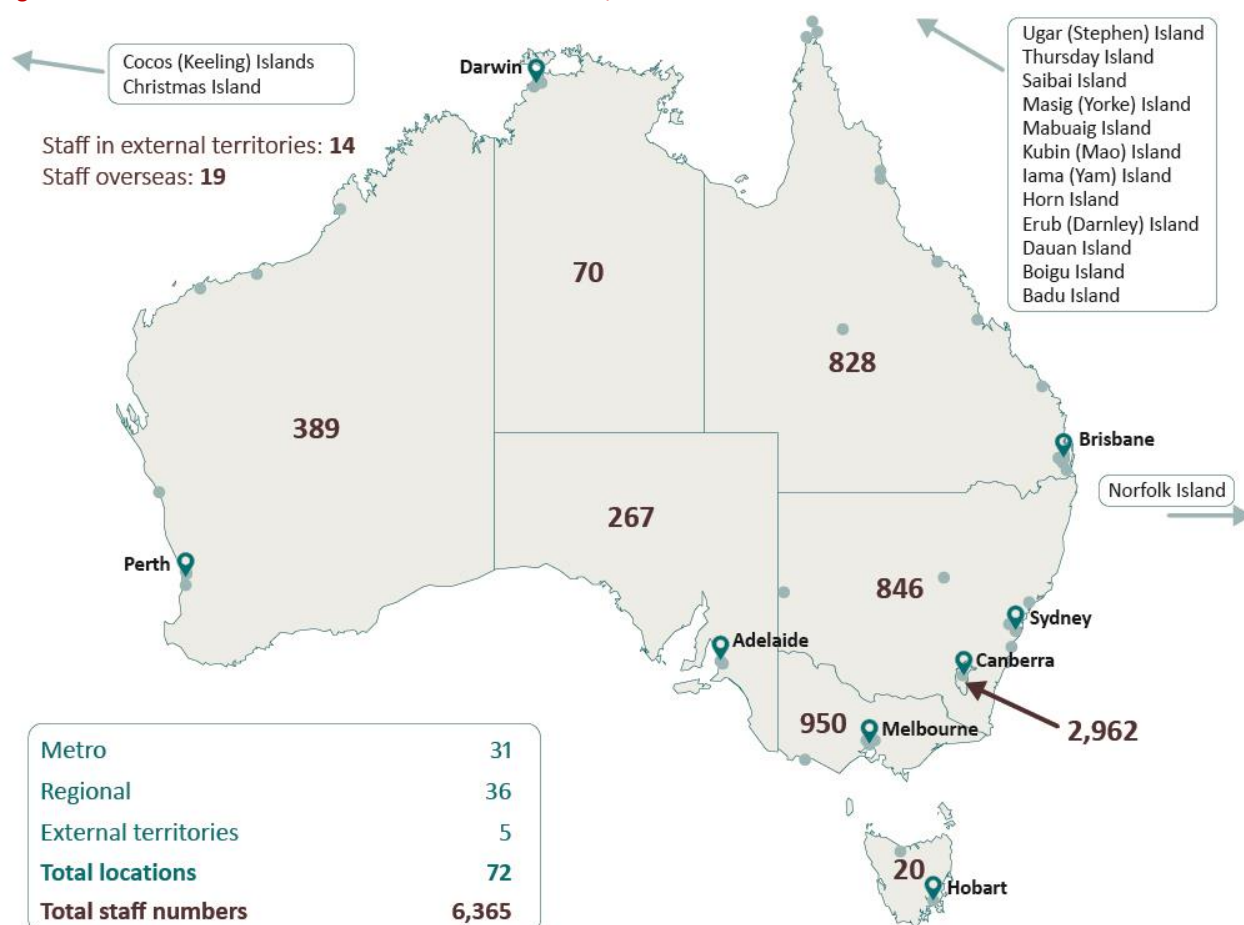 Cocos (Keeling) Islands
Christmas Island
Staff in external territories: 14
Staff overseas: 19
Darwin
Ugar (Stephen) Island
Thursday Island
Saibai Island
Masig (Yorke) Island
Mabuaig Island
Kubin (Mao) Island
Iama (Yam) Island
Horn Island
Erub (Darnley) Island
Dauan Island
Boigu Island
Badu Island
70
828
389
Brisbane
Norfolk Island
267
Perth
846
Sydney
Adelaide
Canberra
950
Melbourne
2,962
20
Hobart
Metro 31
Regional 36
External territories 5
Total locations 72
Total staff numbers 6,365